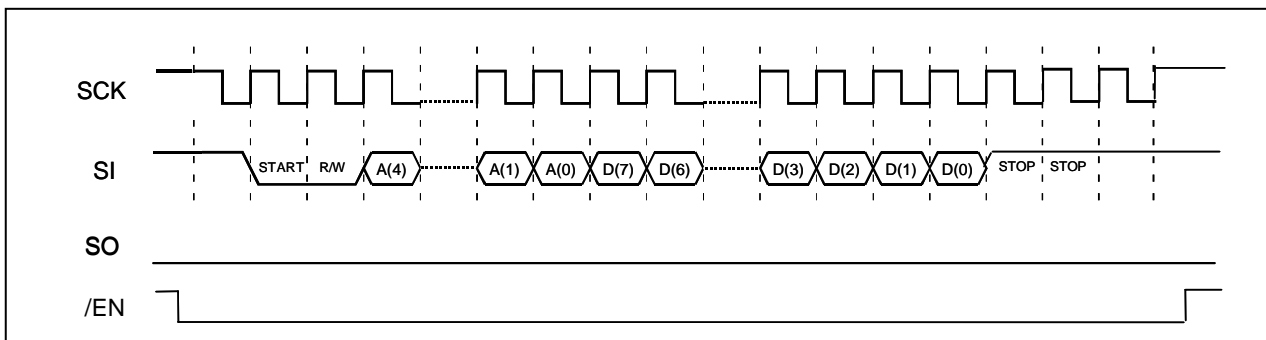 SCK
SI START R/W A(4) A(1) A(0) D(7) D(6) D(3) D(2) D(1) D(0) STOP STOP
SO
/EN